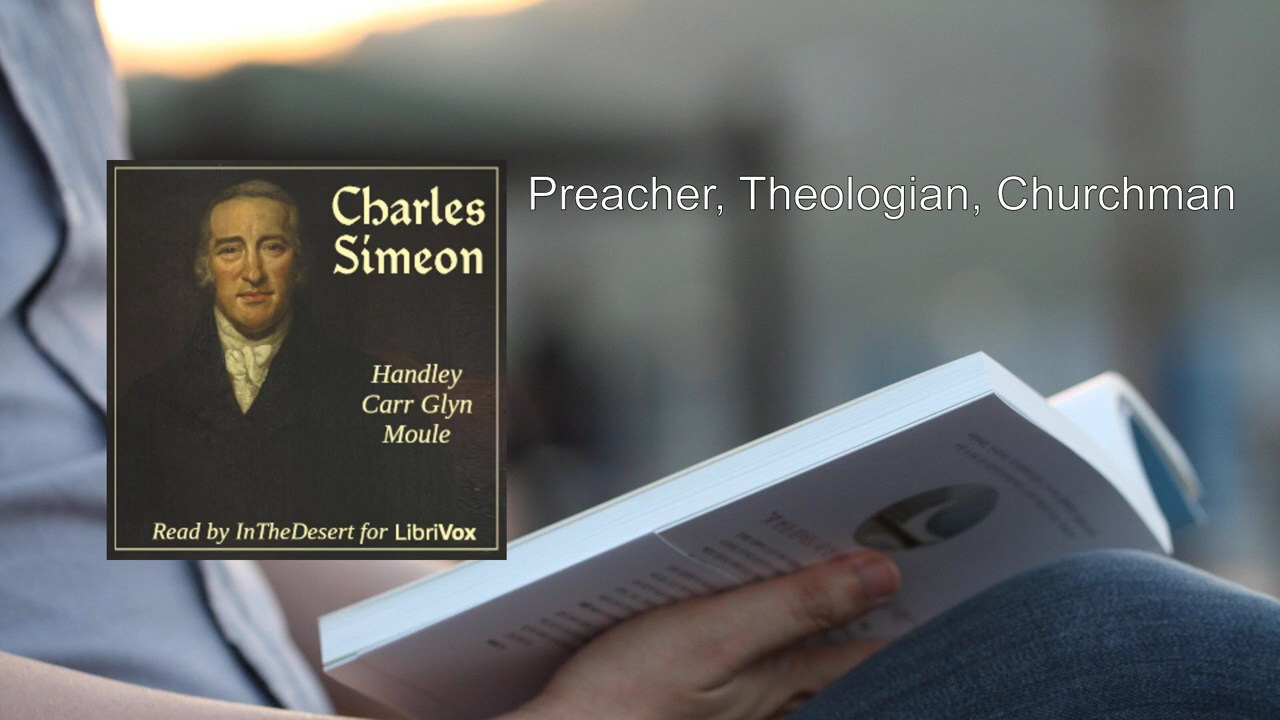 Charles
Simeon
Handley
Carr Glyn
Moule
Read by InTheDesert for LibriVox
Preacher, Theologian, Churchman